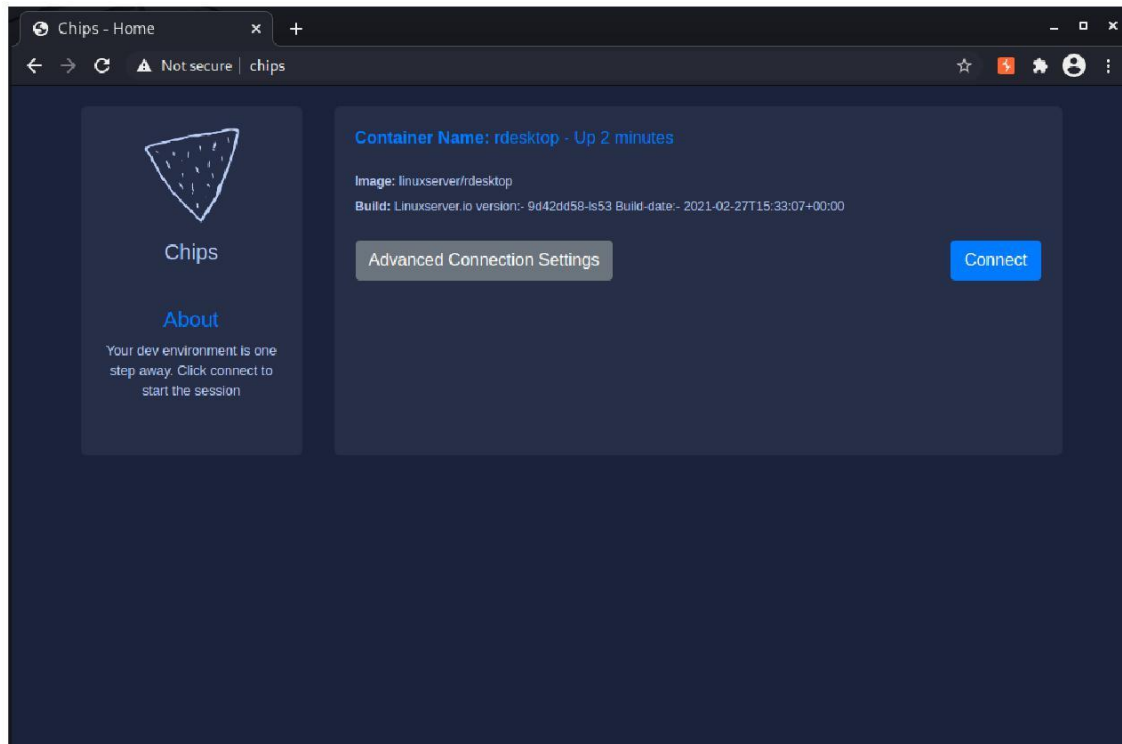 Chips - Home
Not secure | chips
Chips
About
Your dev environment is one
step away. Click connect to
start the session
Container Name: rdesktop - Up 2 minutes
Image: linuxserver/rdesktop
Build: Linuxserver.io version:- 9d42dd58-ls53 Build-date:- 2021-02-27T15:33:07+00:00
Advanced Connection Settings
Connect